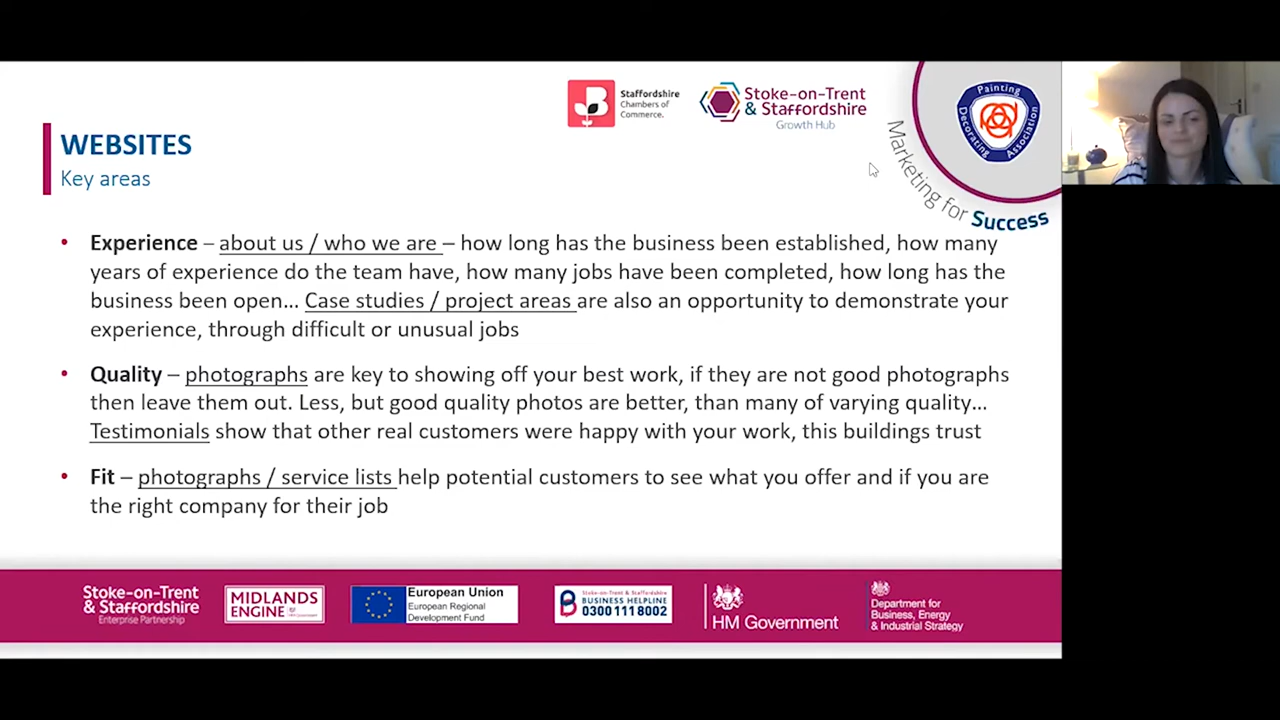 Staffordshire
Chambers of
Commerce.
Stoke-on-Trent
& Staffordshire
Growth Hub
Painting
Decorating Association
Marketing for Success
WEBSITES
Key areas
• Experience – about us / who we are – how long has the business been established, how many
years of experience do the team have, how many jobs have been completed, how long has the
business been open... Case studies / project areas are also an opportunity to demonstrate your
experience, through difficult or unusual jobs
• Quality – photographs are key to showing off your best work, if they are not good photographs
then leave them out. Less, but good quality photos are better, than many of varying quality...
Testimonials show that other real customers were happy with your work, this buildings trust
• Fit – photographs / service lists help potential customers to see what you offer and if you are
the right company for their job
Stoke-on-Trent
& Staffordshire
Enterprise Partnership
MIDLANDS
ENGINE
European Union
European Regional
Development Fund
Stoke-on-Trent & Staffordshire
BUSINESS HELPLINE
0300 111 8002
HM Government
Department for
Business, Energy
& Industrial Strategy